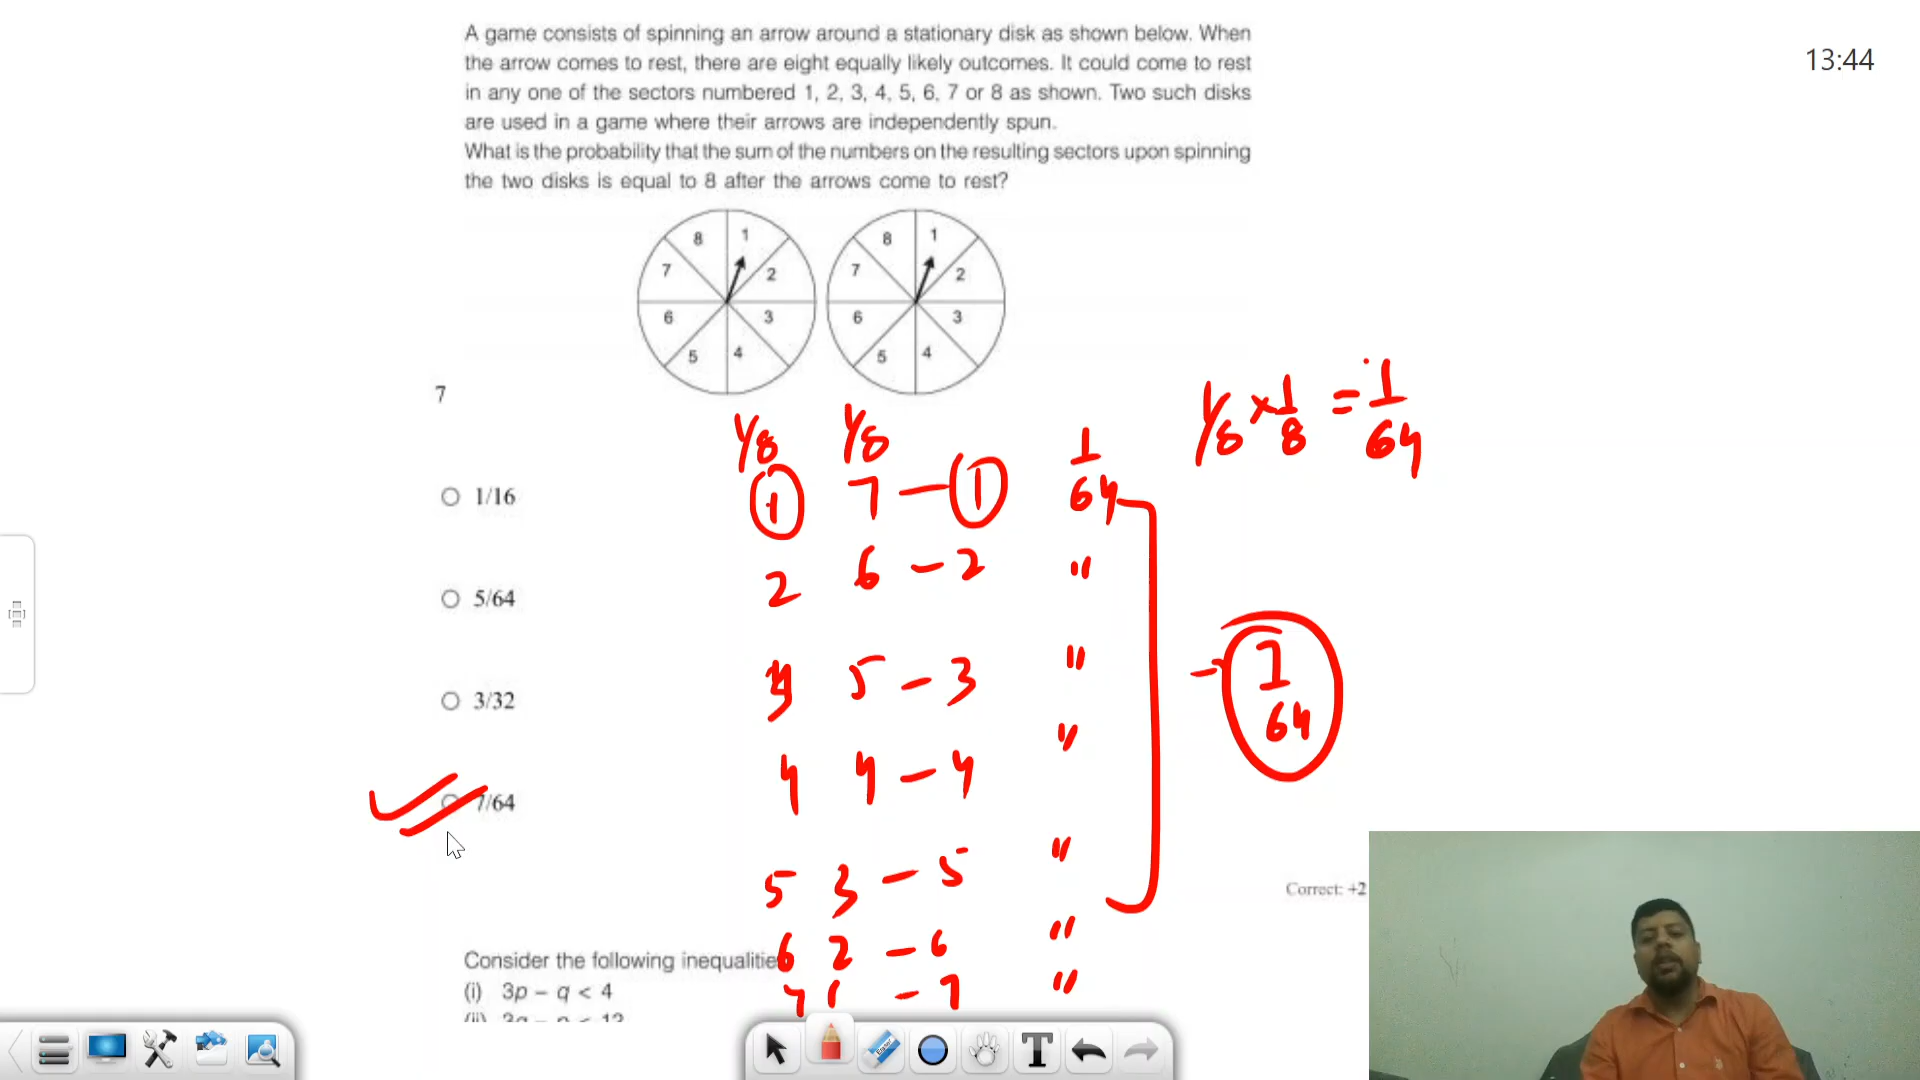 A game consists of spinning an arrow around a stationary disk as shown below. When
the arrow comes to rest, there are eight equally likely outcomes. It could come to rest
in any one of the sectors numbered 1, 2, 3, 4, 5, 6, 7 or 8 as shown. Two such disks
are used in a game where their arrows are independently spun.
What is the probability that the sum of the numbers on the resulting sectors upon spinning
the two disks is equal to 8 after the arrows come to rest?
13:44
8 1 8 1
7 2 7 2
6 3 6 3
5 4 5 4
7
1/8 × 1/8 = 1/64
1/8 1/8
1 7 - 1 1/64
1/16
2 6 - 2 "
5/64
5 - 3 "
3/32
7/64
4 4 - 4 "
7/64
5 3 - 5 "
Correct: +2
6 2 - 6 "
7 1 - 7 "
Consider the following inequalitie
(i) 3p – q < 4
T